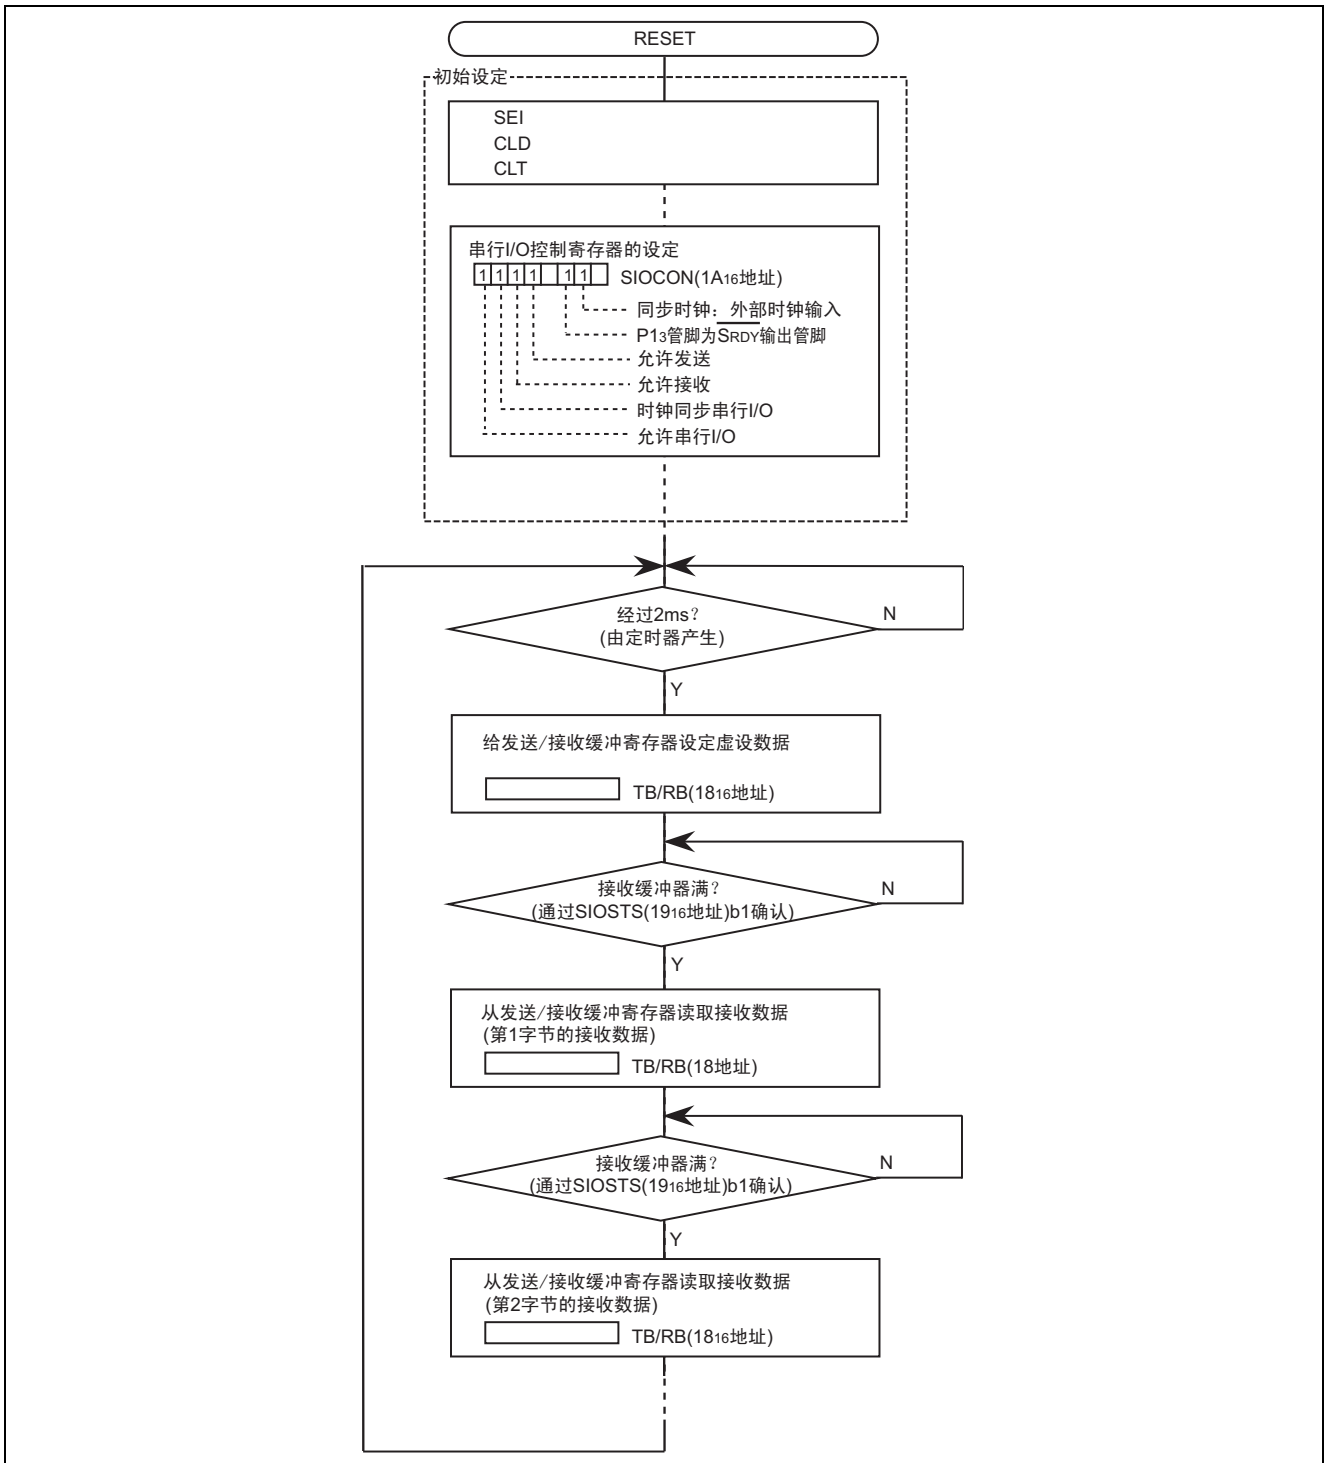 RESET
初始设定
SEI
CLD
CLT
串行I/O控制寄存器的设定
1 1 1 1 1 1 SIOCON(1A16地址)
同步时钟：外部时钟输入
P13管脚为SRDY输出管脚
允许发送
允许接收
时钟同步串行I/O
允许串行I/O
经过2ms？
(由定时器产生)
N
Y
给发送/接收缓冲寄存器设定虚设数据
TB/RB(1816地址)
接收缓冲器满？
(通过SIOSTS(1916地址)b1确认)
N
Y
从发送/接收缓冲寄存器读取接收数据
(第1字节的接收数据)
TB/RB(18地址)
接收缓冲器满？
(通过SIOSTS(1916地址)b1确认)
N
Y
从发送/接收缓冲寄存器读取接收数据
(第2字节的接收数据)
TB/RB(1816地址)